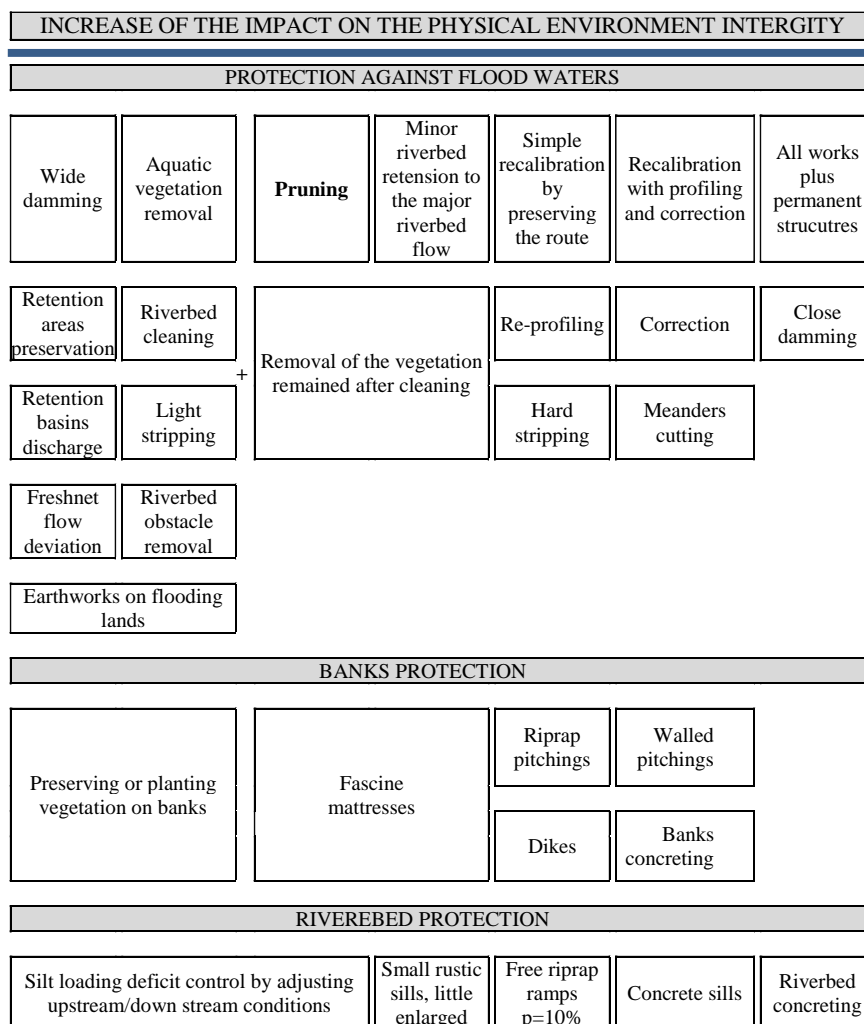 INCREASE OF THE IMPACT ON THE PHYSICAL ENVIRONMENT INTERGITY
PROTECTION AGAINST FLOOD WATERS
Wide
damming
Aquatic
vegetation
removal
Pruning
Minor
riverbed
retension to
the major
riverbed
flow
Simple
recalibration
by
preserving
the route
Recalibration
with profiling
and correction
All works
plus
permanent
strucutres
Retention
areas
preservation
Riverbed
cleaning
+
Removal of the vegetation
remained after cleaning
Re-profiling
Correction
Close
damming
Retention
basins
discharge
Light
stripping
Hard
stripping
Meanders
cutting
Freshnet
flow
deviation
Riverbed
obstacle
removal
Earthworks on flooding
lands
BANKS PROTECTION
Preserving or planting
vegetation on banks
Fascine
mattresses
Riprap
pitchings
Walled
pitchings
Dikes
Banks
concreting
RIVEREBED PROTECTION
Silt loading deficit control by adjusting
upstream/down stream conditions
Small rustic
sills, little
enlarged
Free riprap
ramps
p=10%
Concrete sills
Riverbed
concreting